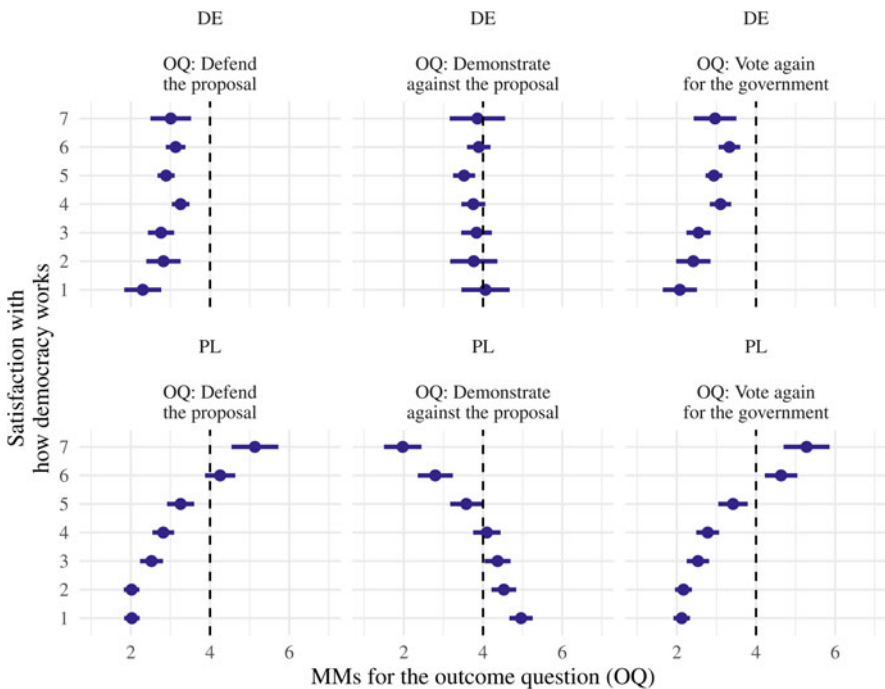 DE
DE
DE
OQ: Defend
the proposal
OQ: Demonstrate
against the proposal
OQ: Vote again
for the government
7
6
5
4
3
2
1
Satisfaction with
how democracy works
PL
PL
PL
OQ: Defend
the proposal
OQ: Demonstrate
against the proposal
OQ: Vote again
for the government
7
6
5
4
3
2
1
2
4
6
2
4
6
2
4
6
MMs for the outcome question (OQ)